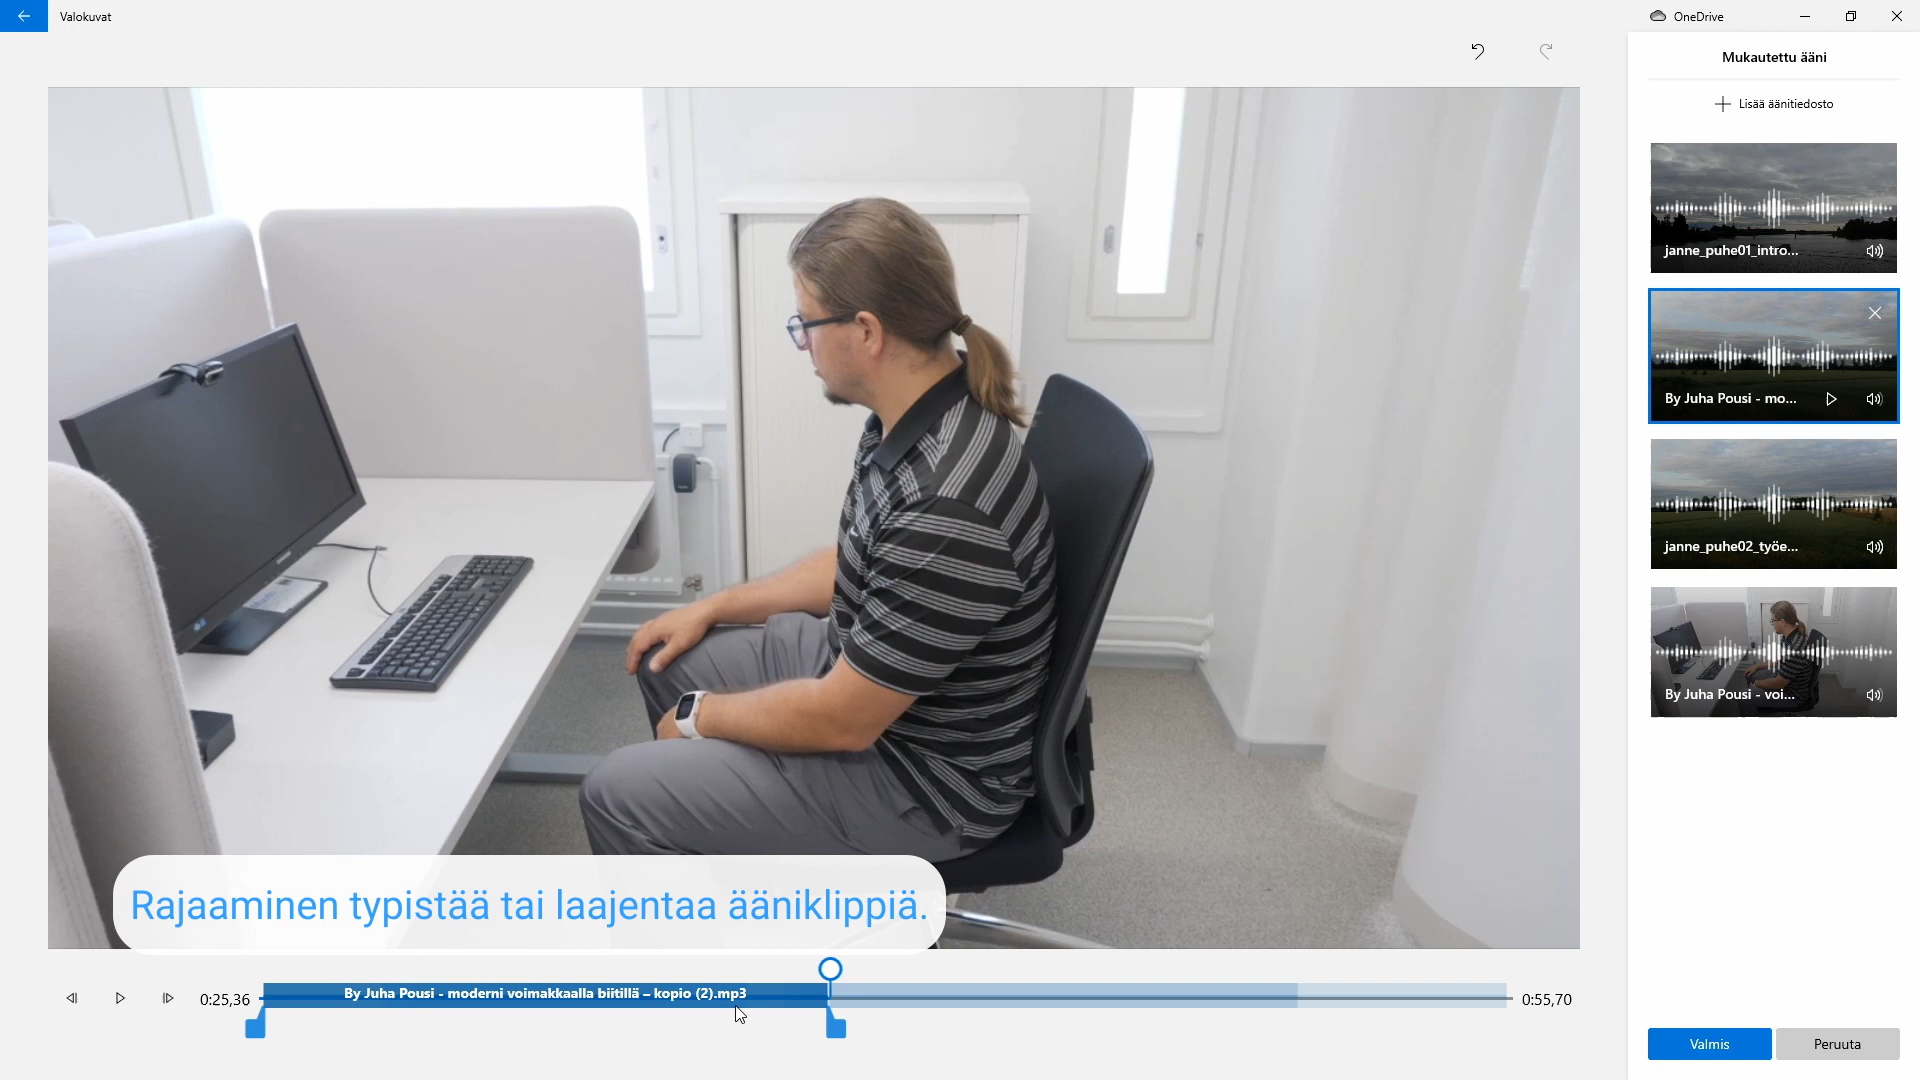 Valokuvat
OneDrive
Mukautettu ääni
Lisää äänitiedosto
janne_puhe01_intro...
By Juha Pousi - mo...
janne_puhe02_työe...
By Juha Pousi - voi...
Rajaaminen typistää tai laajentaa ääniklippiä.
0:25,36
By Juha Pousi - moderni voimakkaalla biitillä – kopio (2).mp3
0:55,70
Valmis
Peruuta